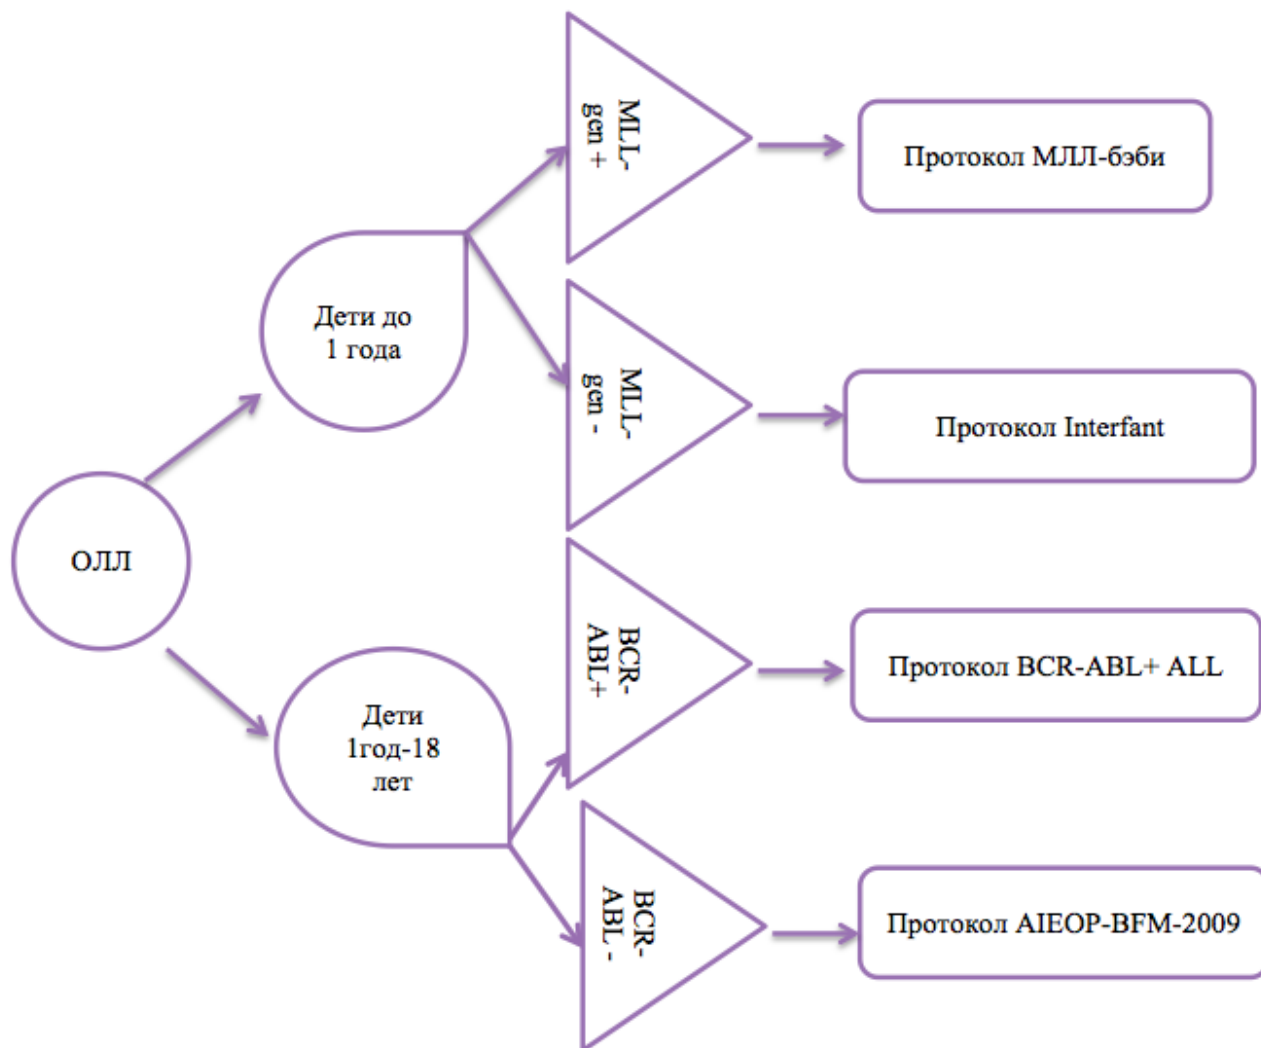 ОЛЛ
Дети до
1 года
MLL-
gen +
Протокол МЛЛ-бэби
MLL-
gen -
Протокол Interfant
Дети
1год-18
лет
BCR-
ABL+
Протокол BCR-ABL+ ALL
BCR-
ABL -
Протокол AIEOP-BFM-2009